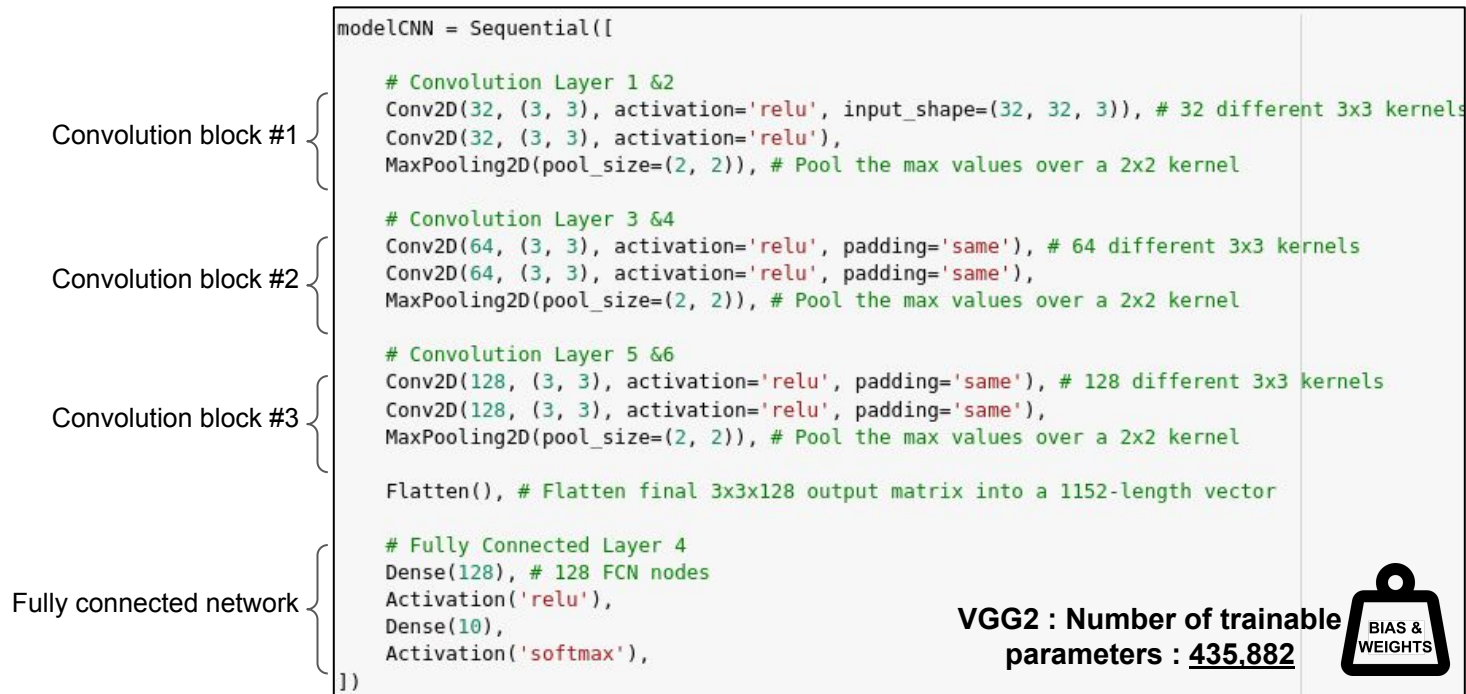 modelCNN = Sequential([
# Convolution Layer 1 &2
Convolution block #1
Conv2D(32, (3, 3), activation='relu', input_shape=(32, 32, 3)), # 32 different 3x3 kernels
Conv2D(32, (3, 3), activation='relu'),
MaxPooling2D(pool_size=(2, 2)), # Pool the max values over a 2x2 kernel
# Convolution Layer 3 &4
Convolution block #2
Conv2D(64, (3, 3), activation='relu', padding='same'), # 64 different 3x3 kernels
Conv2D(64, (3, 3), activation='relu', padding='same'),
MaxPooling2D(pool_size=(2, 2)), # Pool the max values over a 2x2 kernel
# Convolution Layer 5 &6
Convolution block #3
Conv2D(128, (3, 3), activation='relu', padding='same'), # 128 different 3x3 kernels
Conv2D(128, (3, 3), activation='relu', padding='same'),
MaxPooling2D(pool_size=(2, 2)), # Pool the max values over a 2x2 kernel
Flatten(), # Flatten final 3x3x128 output matrix into a 1152-length vector
# Fully Connected Layer 4
Fully connected network
Dense(128), # 128 FCN nodes
Activation('relu'),
Dense(10),
Activation('softmax'),
])
VGG2 : Number of trainable
parameters : 435,882
BIAS &
WEIGHTS